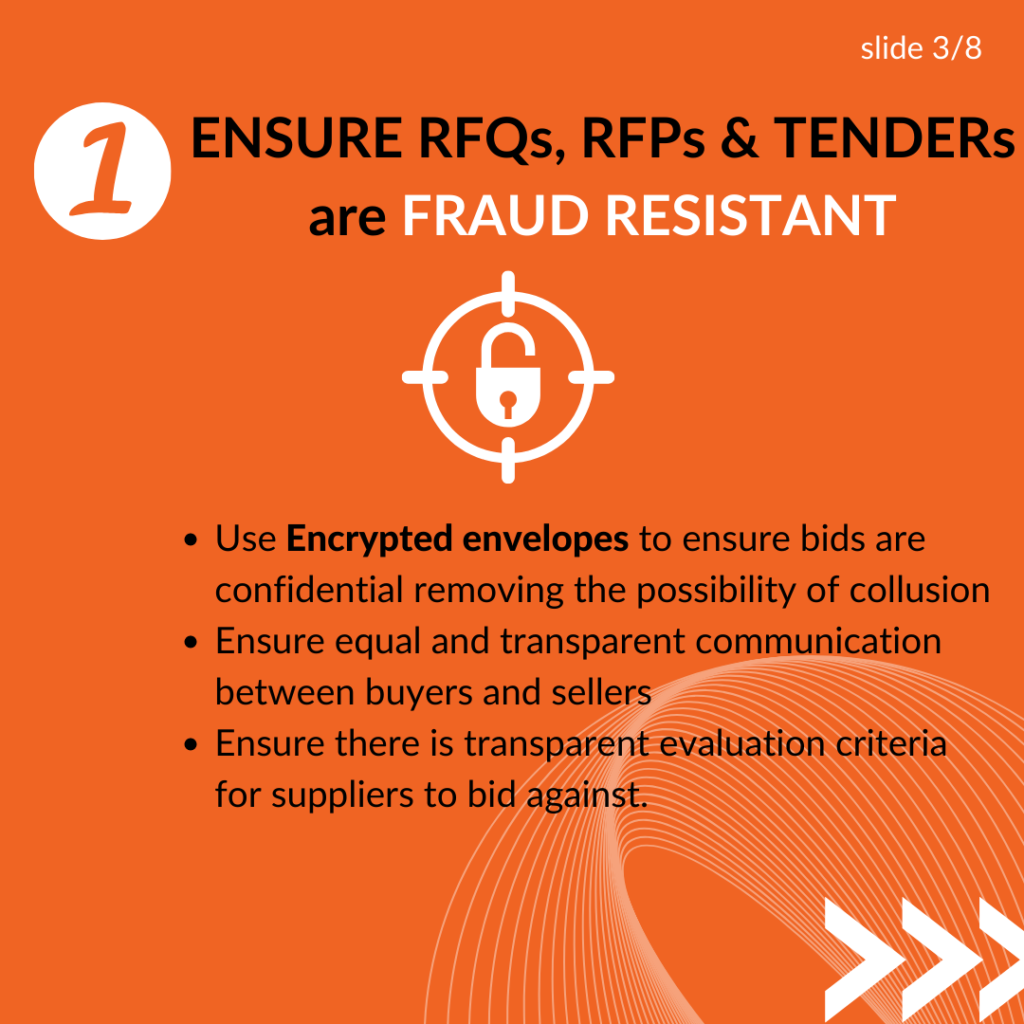 slide 3/8
1
ENSURE RFQs, RFPs & TENDERs
are FRAUD RESISTANT
• Use Encrypted envelopes to ensure bids are
confidential removing the possibility of collusion
• Ensure equal and transparent communication
between buyers and sellers
• Ensure there is transparent evaluation criteria
for suppliers to bid against.